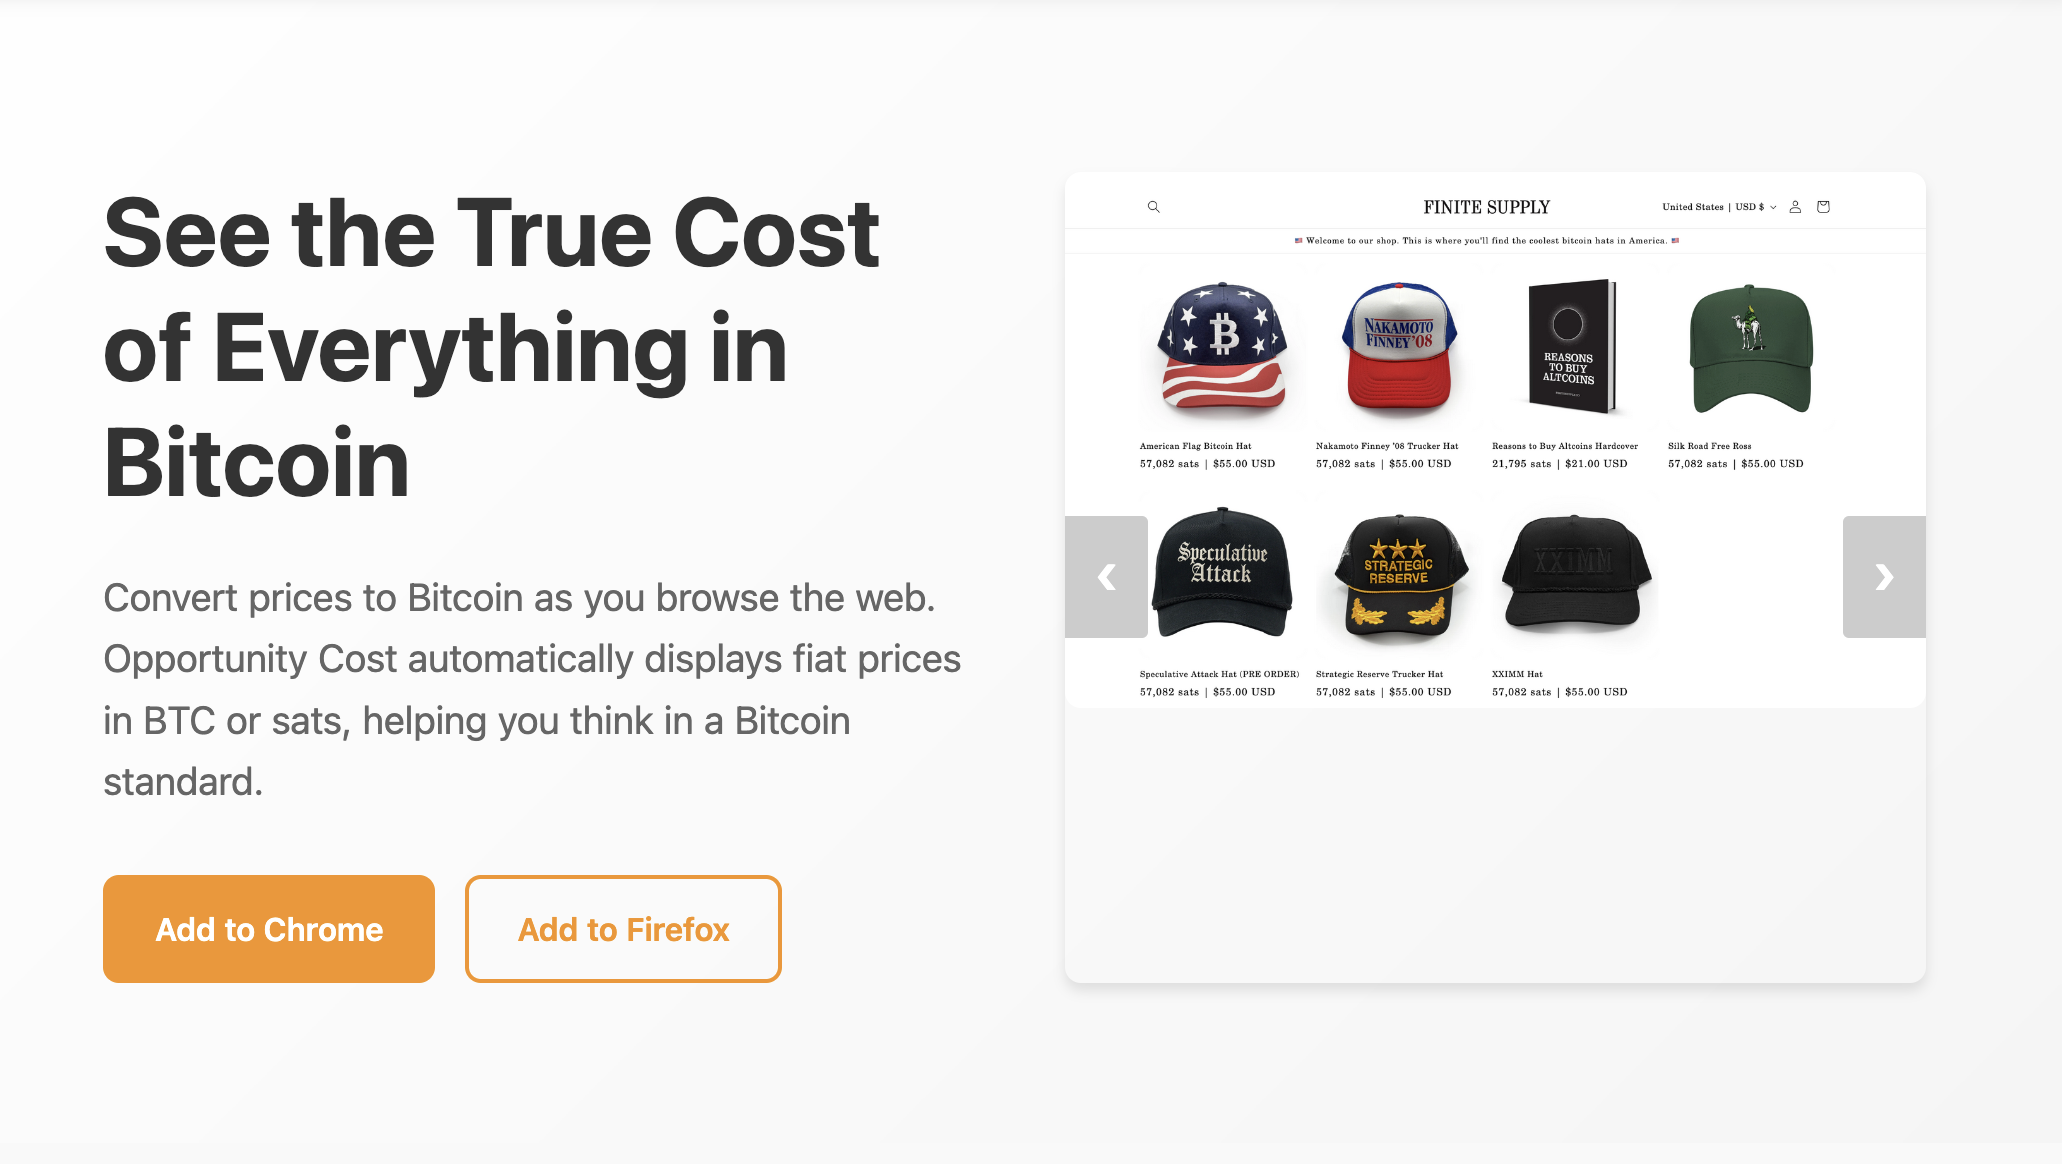 See the True Cost
of Everything in
Bitcoin
Convert prices to Bitcoin as you browse the web.
Opportunity Cost automatically displays fiat prices
in BTC or sats, helping you think in a Bitcoin
standard.
Add to Chrome
Add to Firefox
FINITE SUPPLY
United States | USD $
Welcome to our shop. This is where you'll find the coolest bitcoin hats in America.
NAKAMOTO
FINNEY '08
REASONS
TO BUY
ALTCOINS
American Flag Bitcoin Hat
57,082 sats | $55.00 USD
Nakamoto Finney '08 Trucker Hat
57,082 sats | $55.00 USD
Reasons to Buy Altcoins Hardcover
21,795 sats | $21.00 USD
Silk Road Free Ross
57,082 sats | $55.00 USD
Speculative
Attack
STRATEGIC
RESERVE
XXIMM
Speculative Attack Hat (PRE ORDER)
57,082 sats | $55.00 USD
Strategic Reserve Trucker Hat
57,082 sats | $55.00 USD
XXIMM Hat
57,082 sats | $55.00 USD